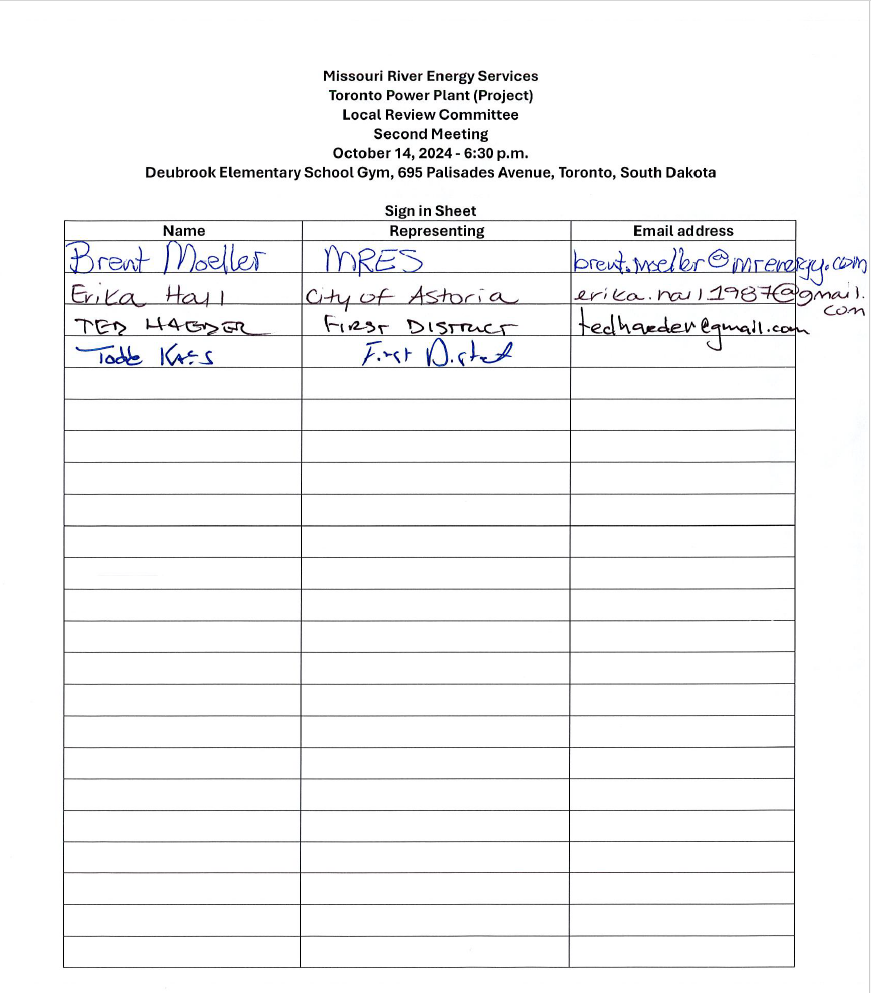 Missouri River Energy Services
Toronto Power Plant (Project)
Local Review Committee
Second Meeting
October 14, 2024 - 6:30 p.m.
Deubrook Elementary School Gym, 695 Palisades Avenue, Toronto, South Dakota
Sign in Sheet
Name Representing Email address
Brent Moeller MRES brent.moeller@mrenergy.com
Erika Hall City of Astoria erika.hall1987@gmail.
com
TED HAEDER FIRST DISTRICT tedhaeder@gmail.com
Todd First District